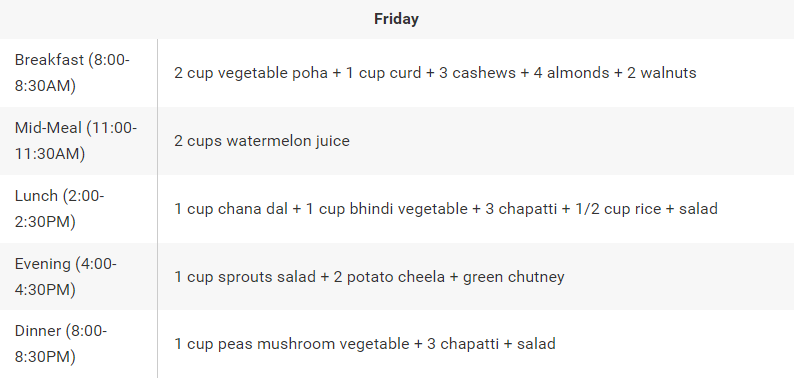 Friday
Breakfast (8:00-
8:30AM)
2 cup vegetable poha + 1 cup curd + 3 cashews + 4 almonds + 2 walnuts
Mid-Meal (11:00-
11:30AM)
2 cups watermelon juice
Lunch (2:00-
2:30PM)
1 cup chana dal + 1 cup bhindi vegetable + 3 chapatti + 1/2 cup rice + salad
Evening (4:00-
4:30PM)
1 cup sprouts salad + 2 potato cheela + green chutney
Dinner (8:00-
8:30PM)
1 cup peas mushroom vegetable + 3 chapatti + salad